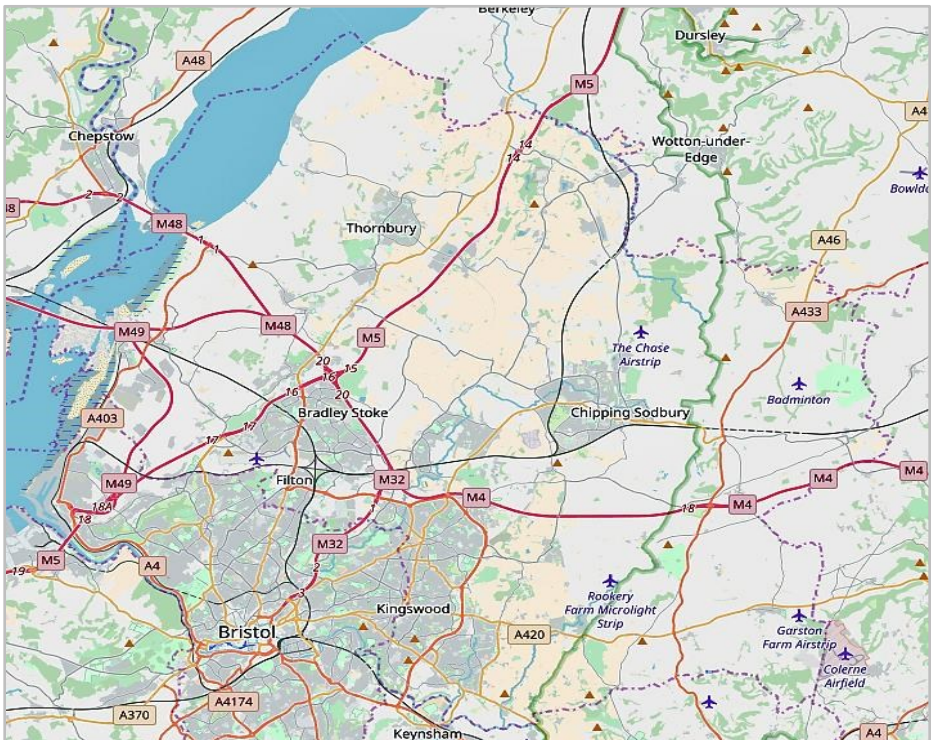 Berkeley
Dursley
A48
M5
A4
Chepstow
14
14
Wotton-under-
Edge
2
2
48
M48
Thornbury
A46
1
1
A433
M49
M48
M5
The Chase
Airstrip
20
15
16
16
20
Badminton
A403
Bradley Stoke
Chipping Sodbury
17
17
Filton
M49
M32
M4
M4
M4
M4
18A
18
18
1
M5
19
A4
M32
2
3
Rookery
Farm Microlight
Strip
Kingswood
Bristol
A420
Garston
Farm Airstrip
Colerne
Airfield
A4174
A370
Keynsham
A4